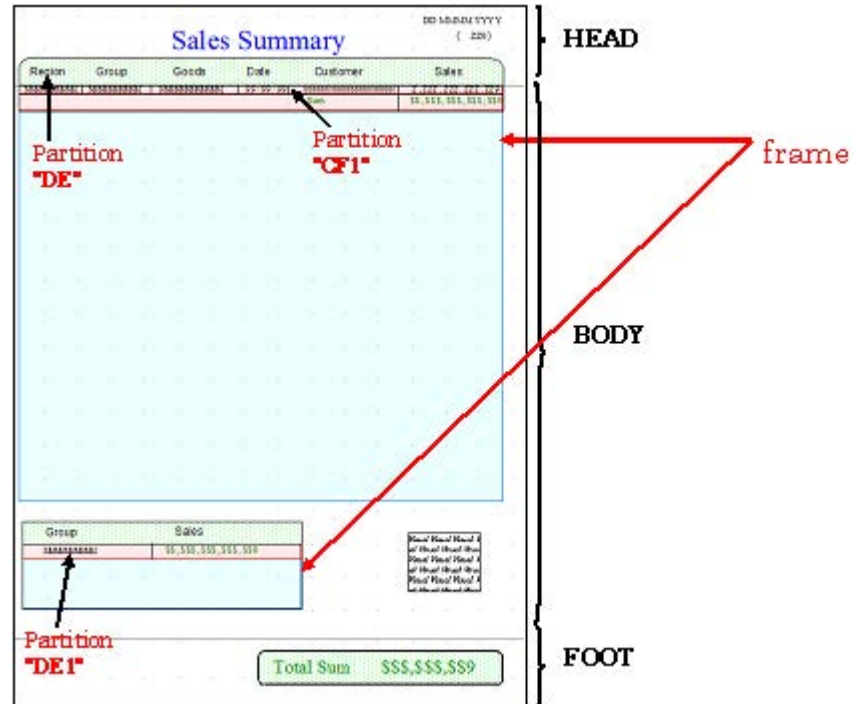 DD MMMM YYYY
Sales Summary
HEAD
Region Group Goods Date Customer Sales
Sum $$,$$$,$$$,$$$,$$9
Partition
"DE"
Partition
"CF1"
frame
BODY
Group Sales
$$,$$$,$$$,$$$,$$9
Partition
"DE1"
Total Sum $$$,$$$,$$9
FOOT